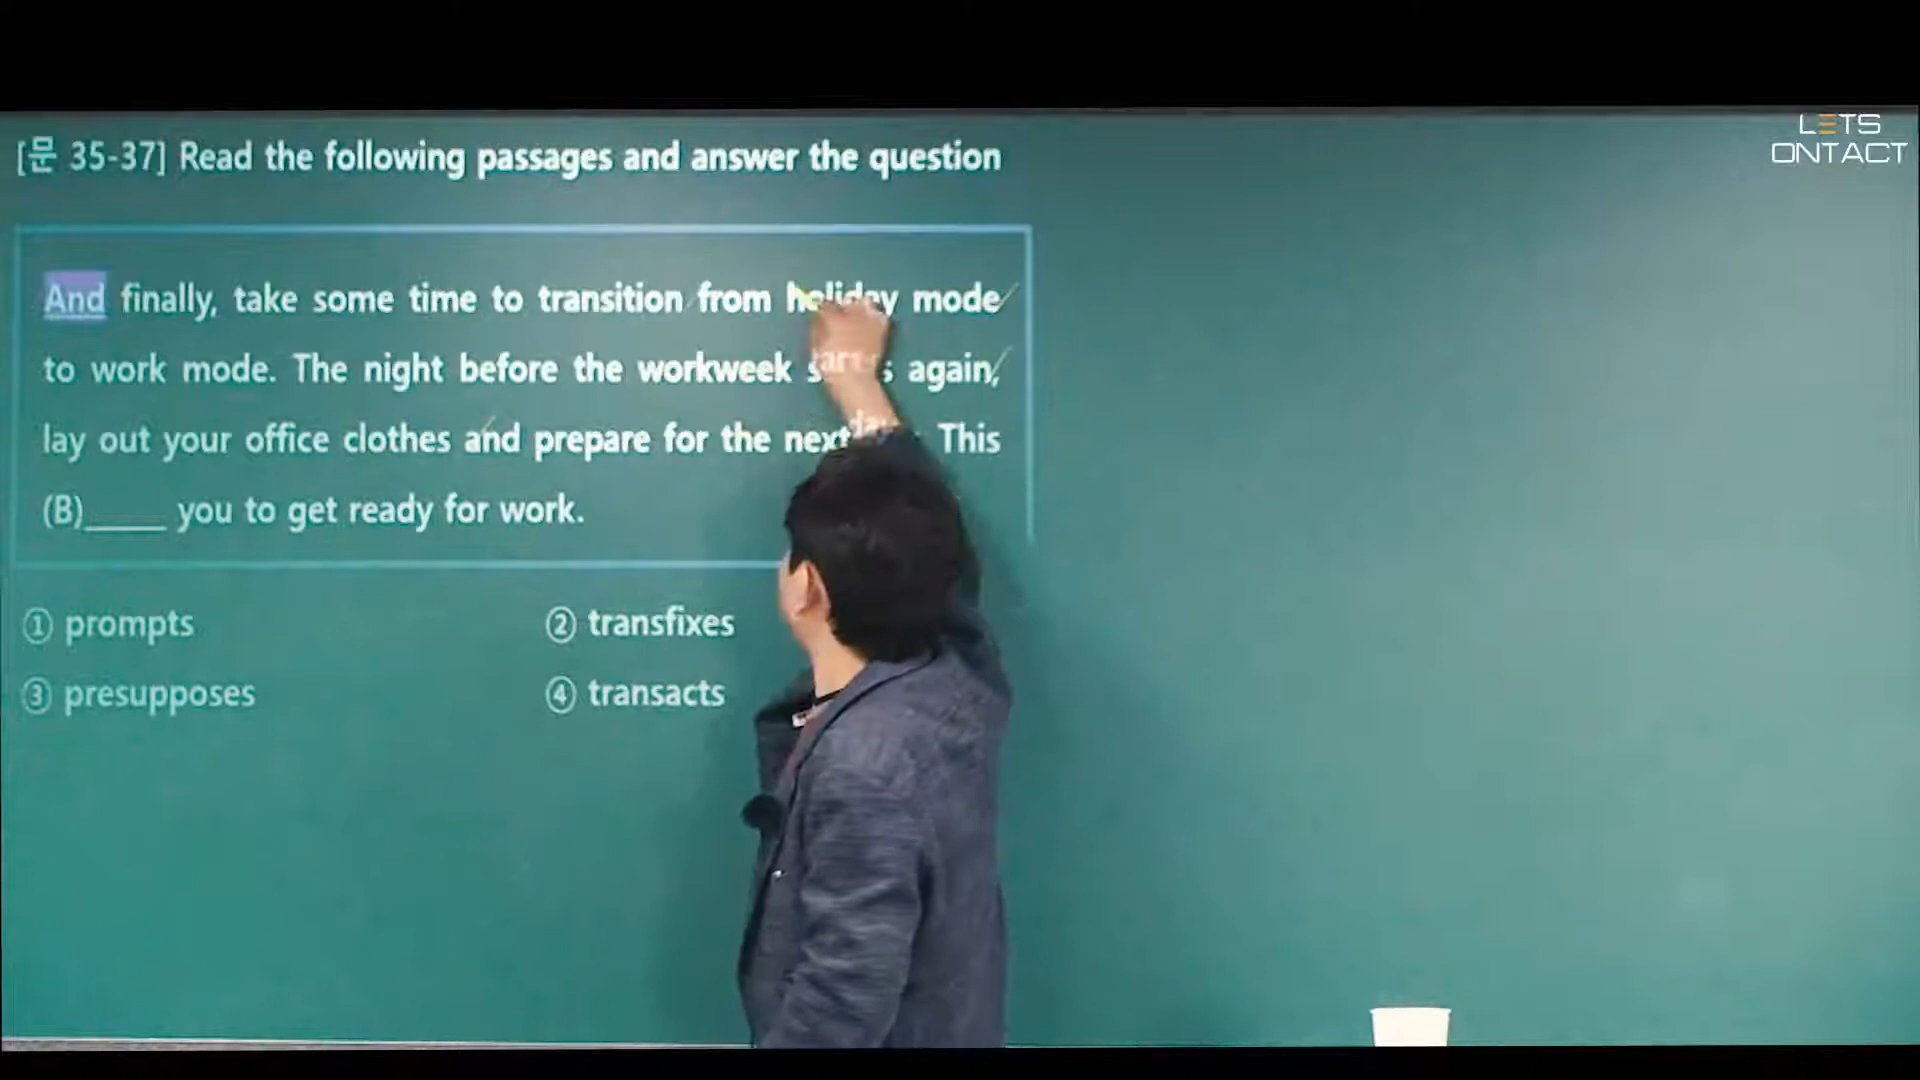 LETS
ONTACT
[문 35-37] Read the following passages and answer the question
And finally, take some time to transition from holiday mode
to work mode. The night before the workweek starts again,
lay out your office clothes and prepare for the next This
(B)_____ you to get ready for work.
① prompts
② transfixes
③ presupposes
④ transacts